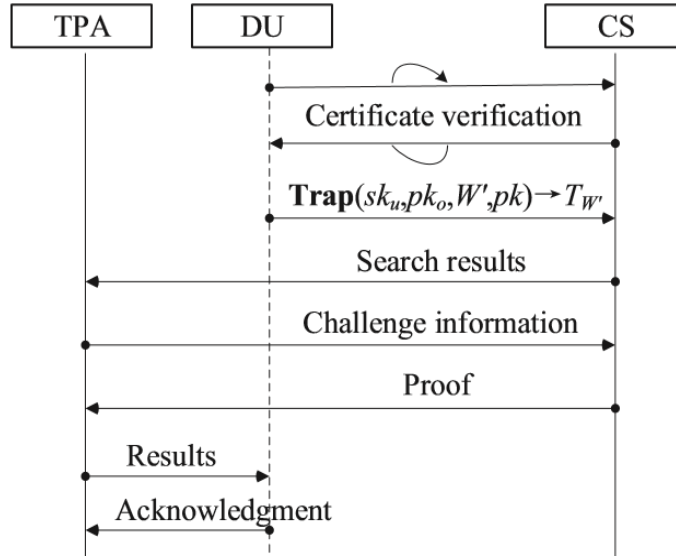 TPA DU CS
Certificate verification
Trap(sk_u,pk_o,W',pk)→T_W'
Search results
Challenge information
Proof
Results
Acknowledgment